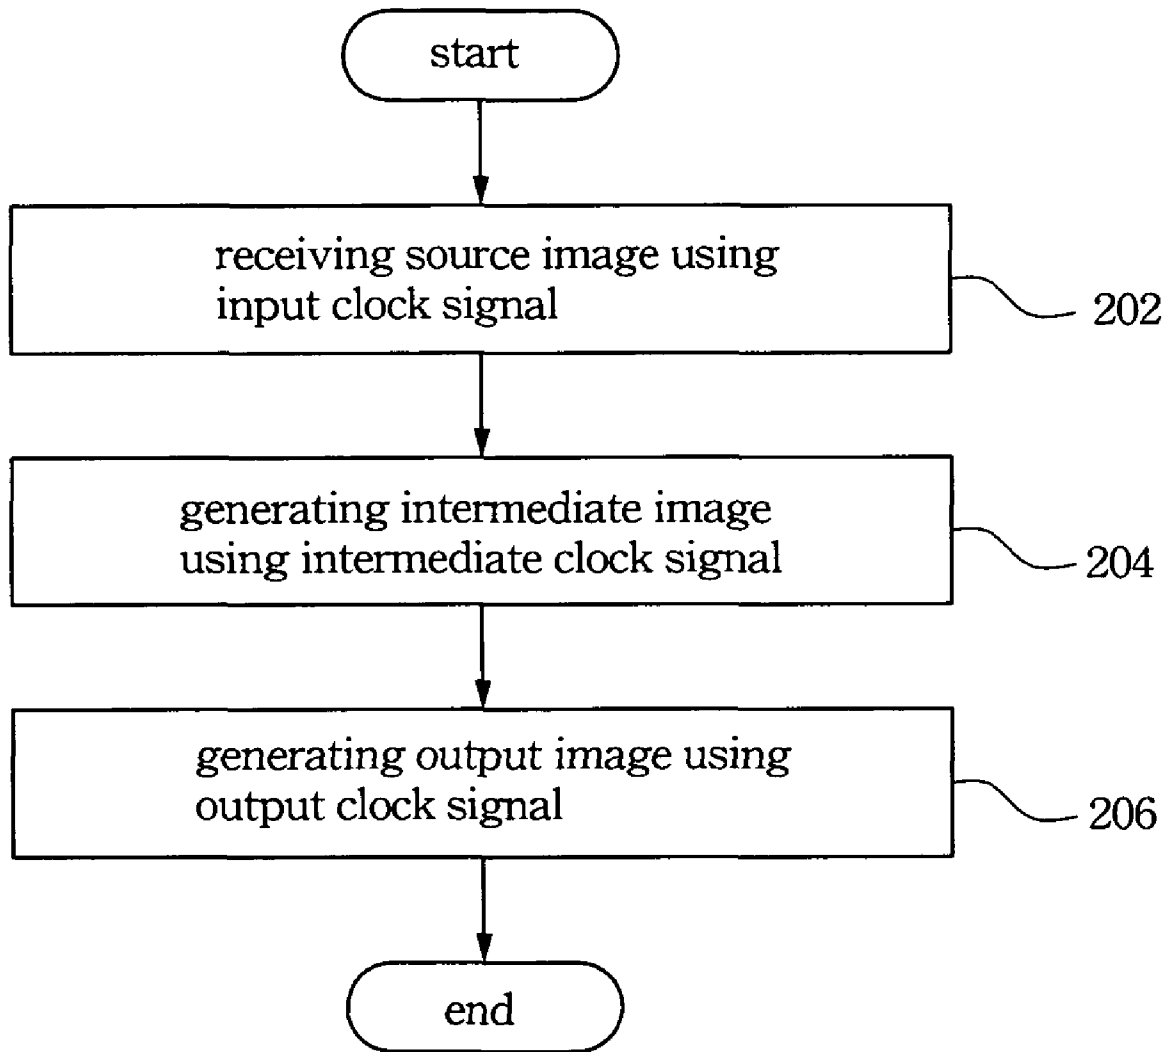 start
receiving source image using
input clock signal
202
generating intermediate image
using intermediate clock signal
204
generating output image using
output clock signal
206
end